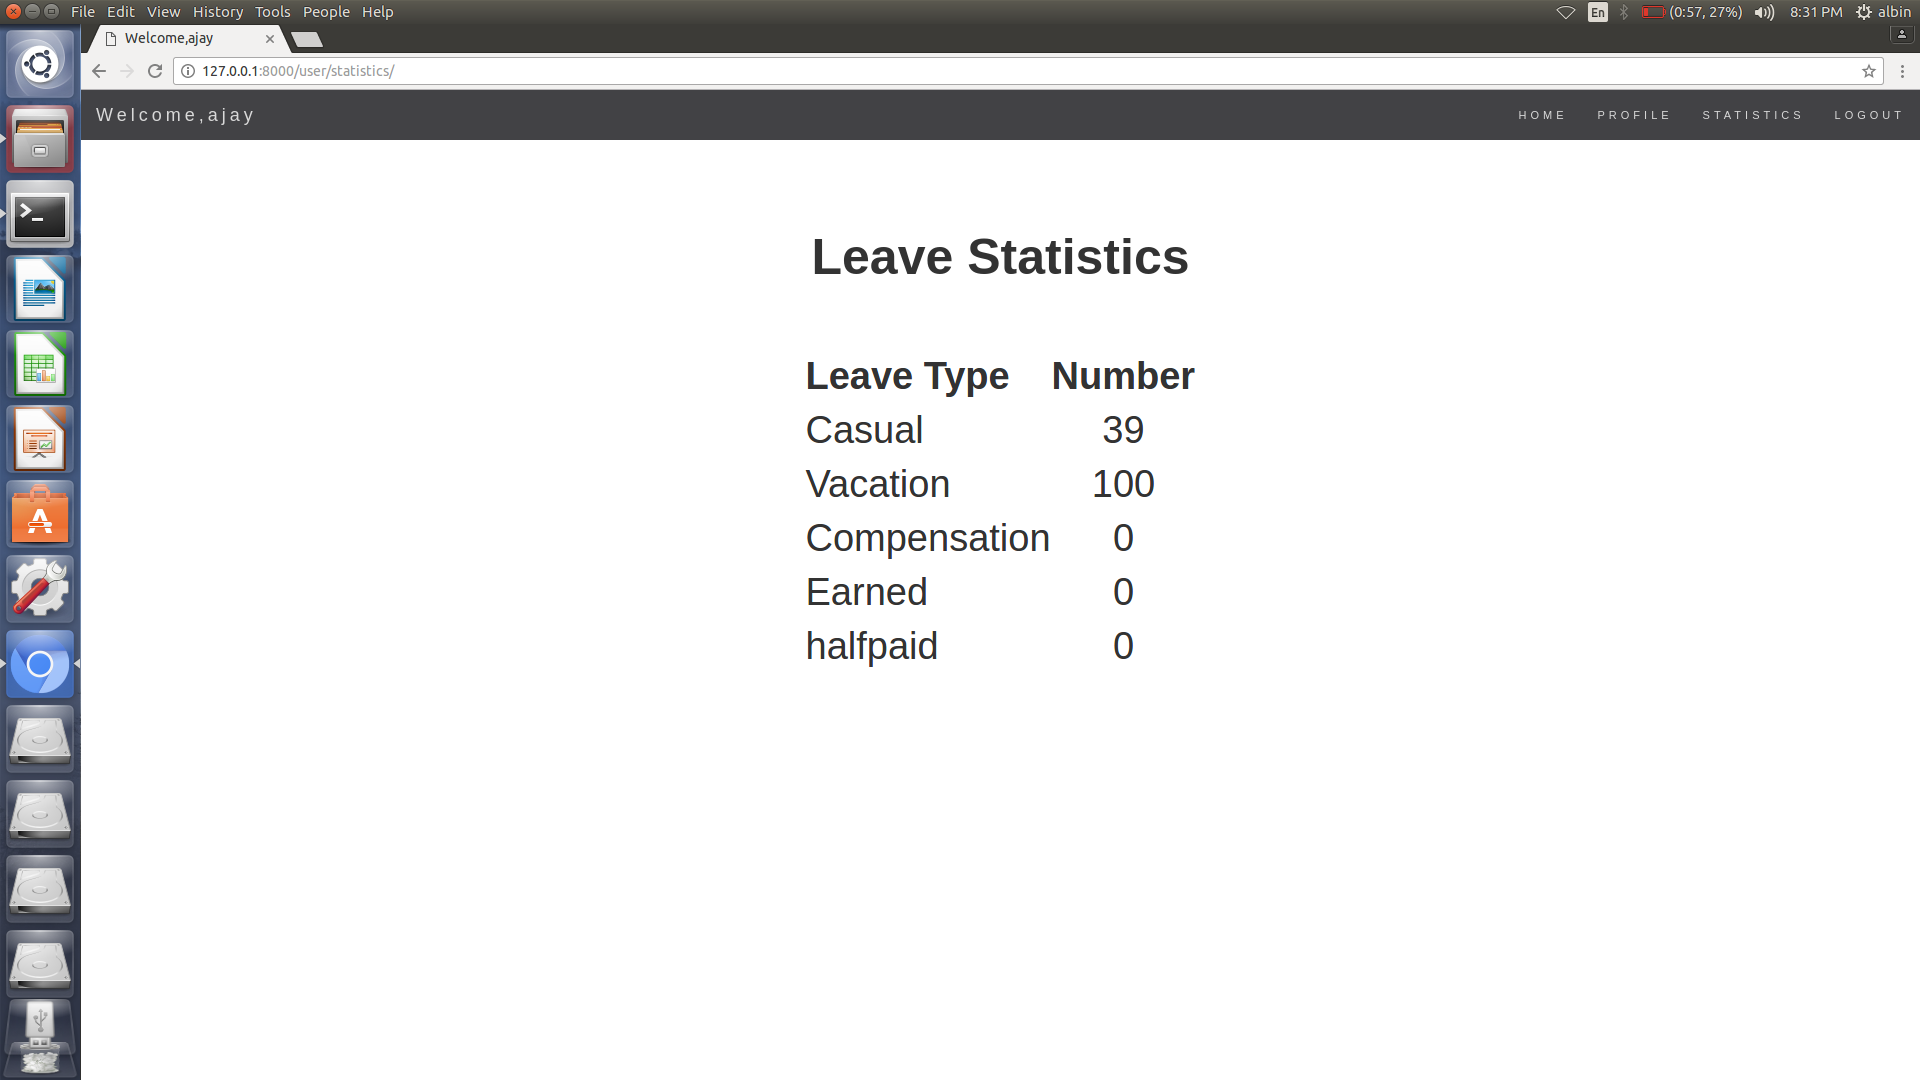 File Edit View History Tools People Help
En (0:57, 27%) 8:31 PM albin
Welcome,ajay
127.0.0.1:8000/user/statistics/
Welcome,ajay HOME PROFILE STATISTICS LOGOUT
Leave Statistics
Leave Type Number
Casual 39
Vacation 100
Compensation 0
Earned 0
halfpaid 0